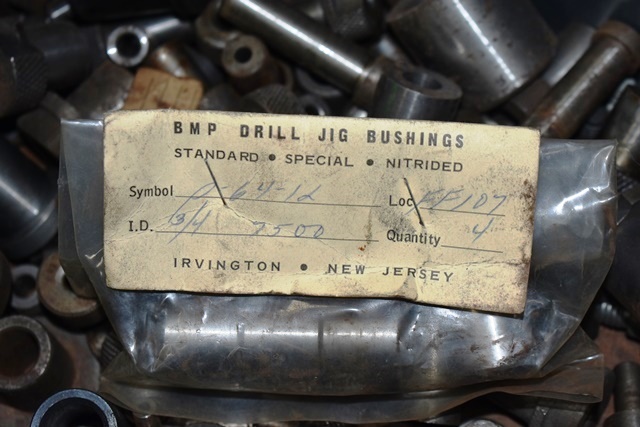 BMP DRILL JIG BUSHINGS
STANDARD • SPECIAL • NITRIDED
Symbol P-64-12 Loc FF107
I.D. 3/4 7500 Quantity 4
IRVINGTON • NEW JERSEY